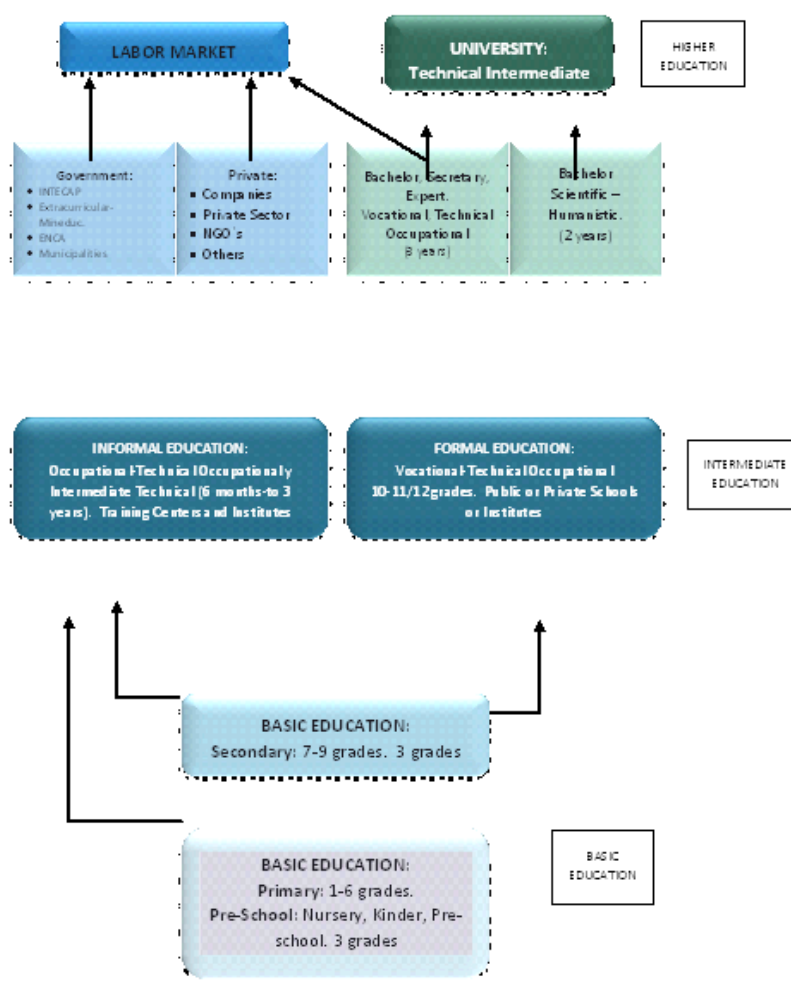 LABOR MARKET
UNIVERSITY:
Technical Intermediate
HIGHER
EDUCATION
Government:
• INTECAP
• Extracurricular-
Mineduc.
• ENCA
• Municipalities
Private:
▪ Companies
▪ Private Sector
▪ NGO´s
▪ Others
Bachelor, Secretary,
Expert.
Vocational, Technical
Occupational
(3 years)
Bachelor
Scientific –
Humanistic.
(2 years)
INFORMAL EDUCATION:
Occupational-Technical Occupationaly
Intermediate Technical (6 months-to 3
years). Training Centers and Institutes
FORMAL EDUCATION:
Vocational-Technical Occupational
10-11/12grades. Public or Private Schools
or Institutes
INTERMEDIATE
EDUCATION
BASIC EDUCATION:
Secondary: 7-9 grades. 3 grades
BASIC EDUCATION:
Primary: 1-6 grades.
Pre-School: Nursery, Kinder, Pre-
school. 3 grades
BASIC
EDUCATION